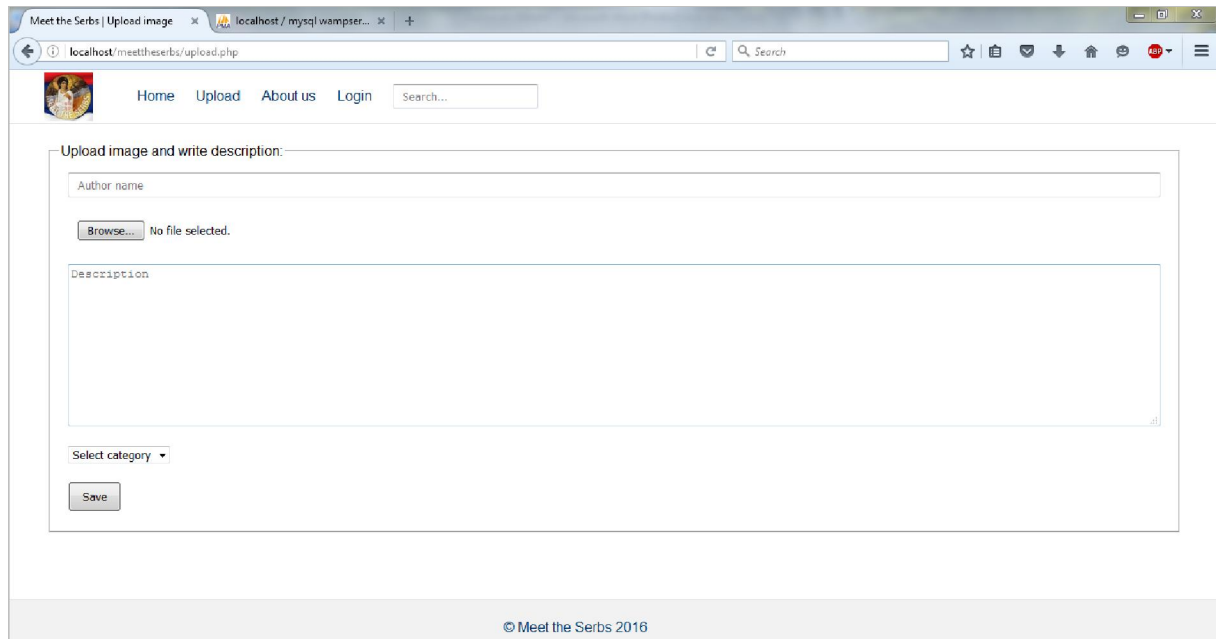 Meet the Serbs | Upload image × localhost / mysql wampser... × +
localhost/meettheserbs/upload.php Search ABP
Home Upload About us Login Search...
Upload image and write description:
Author name
Browse... No file selected.
Description
Select category
Save
© Meet the Serbs 2016